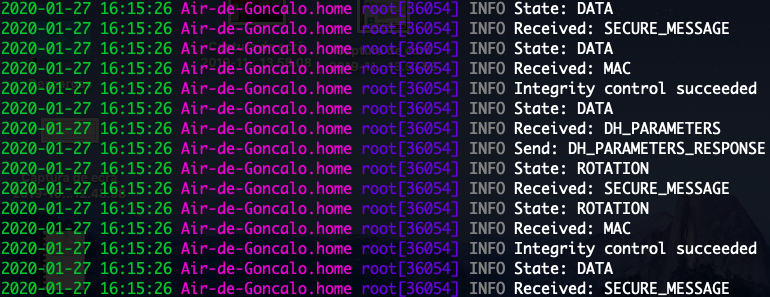 2020-01-27 16:15:26 Air-de-Goncalo.home root[36054] INFO State: DATA
2020-01-27 16:15:26 Air-de-Goncalo.home root[36054] INFO Received: SECURE_MESSAGE
2020-01-27 16:15:26 Air-de-Goncalo.home root[36054] INFO State: DATA
2020-01-27 16:15:26 Air-de-Goncalo.home root[36054] INFO Received: MAC
2020-01-27 16:15:26 Air-de-Goncalo.home root[36054] INFO Integrity control succeeded
2020-01-27 16:15:26 Air-de-Goncalo.home root[36054] INFO State: DATA
2020-01-27 16:15:26 Air-de-Goncalo.home root[36054] INFO Received: DH_PARAMETERS
2020-01-27 16:15:26 Air-de-Goncalo.home root[36054] INFO Send: DH_PARAMETERS_RESPONSE
2020-01-27 16:15:26 Air-de-Goncalo.home root[36054] INFO State: ROTATION
2020-01-27 16:15:26 Air-de-Goncalo.home root[36054] INFO Received: SECURE_MESSAGE
2020-01-27 16:15:26 Air-de-Goncalo.home root[36054] INFO State: ROTATION
2020-01-27 16:15:26 Air-de-Goncalo.home root[36054] INFO Received: MAC
2020-01-27 16:15:26 Air-de-Goncalo.home root[36054] INFO Integrity control succeeded
2020-01-27 16:15:26 Air-de-Goncalo.home root[36054] INFO State: DATA
2020-01-27 16:15:26 Air-de-Goncalo.home root[36054] INFO Received: SECURE_MESSAGE